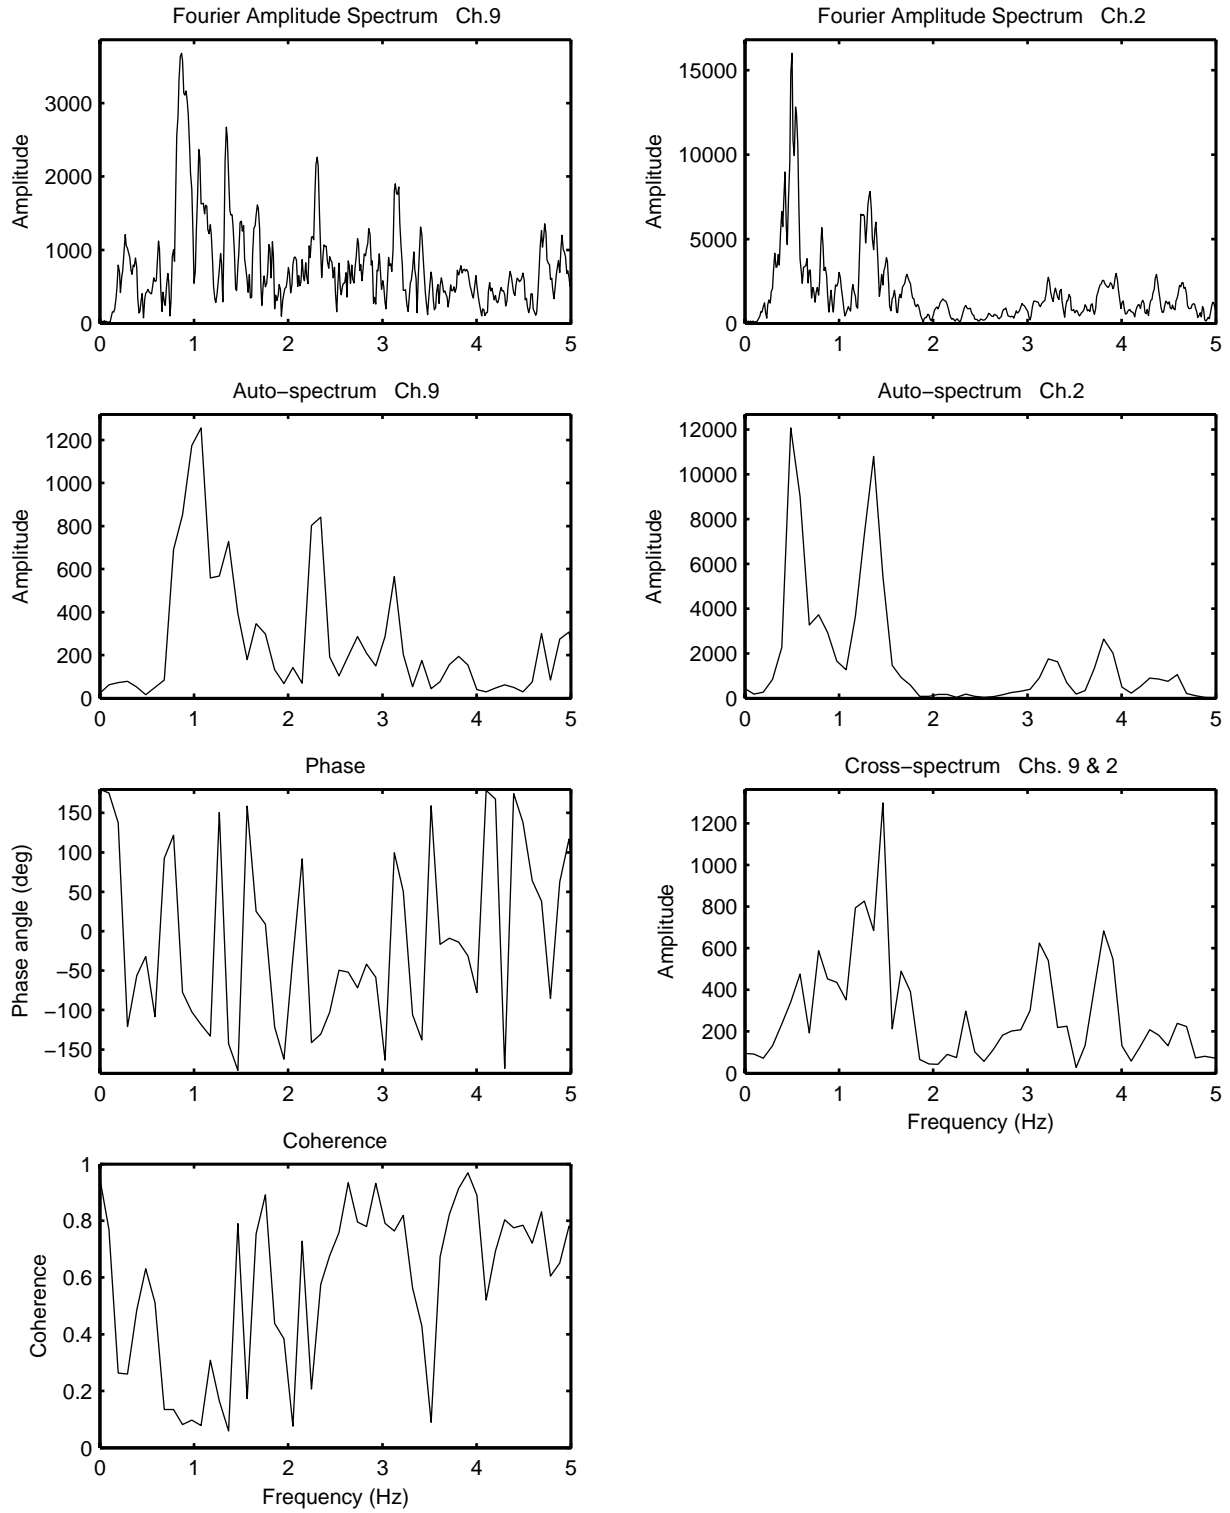 Fourier Amplitude Spectrum Ch.9
Amplitude
3000
2000
1000
0
0 1 2 3 4 5
Fourier Amplitude Spectrum Ch.2
Amplitude
15000
10000
5000
0
0 1 2 3 4 5
Auto−spectrum Ch.9
Amplitude
1200
1000
800
600
400
200
0
0 1 2 3 4 5
Auto−spectrum Ch.2
Amplitude
12000
10000
8000
6000
4000
2000
0
0 1 2 3 4 5
Phase
Phase angle (deg)
150
100
50
0
−50
−100
−150
0 1 2 3 4 5
Cross−spectrum Chs. 9 & 2
Amplitude
1200
1000
800
600
400
200
0
0 1 2 3 4 5
Frequency (Hz)
Coherence
Coherence
1
0.8
0.6
0.4
0.2
0
0 1 2 3 4 5
Frequency (Hz)